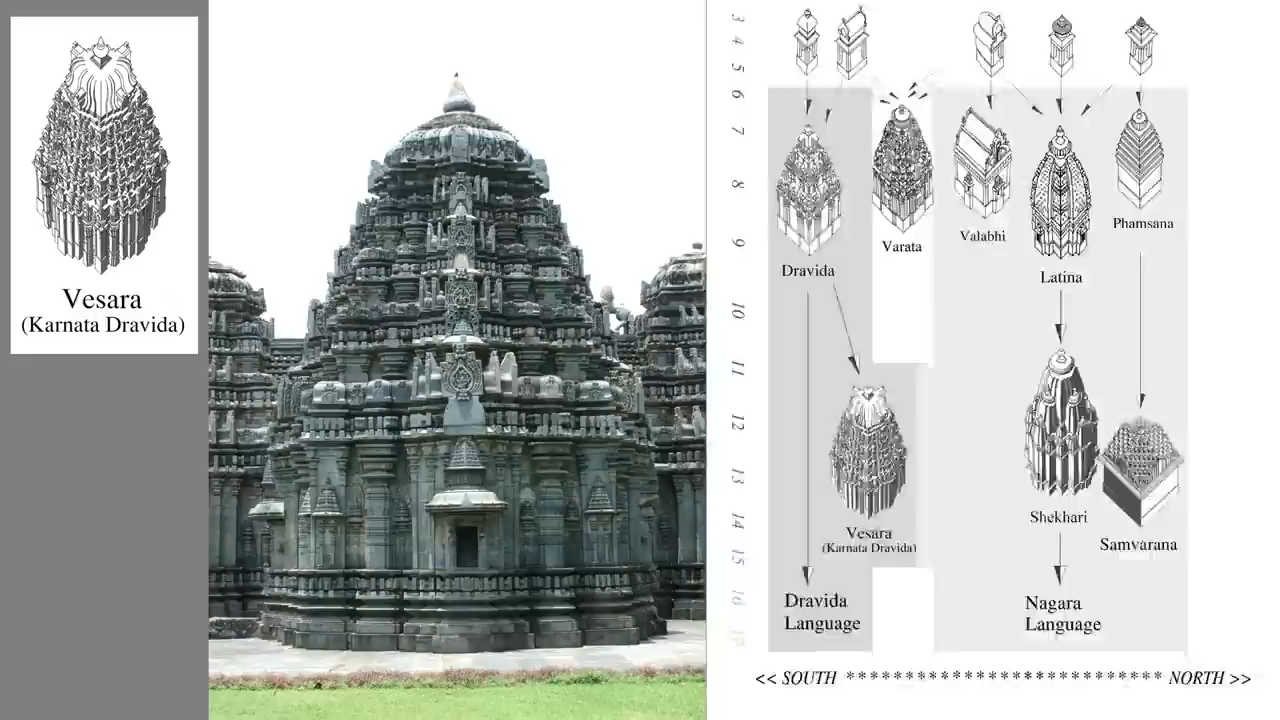 Vesara
(Karnata Dravida)
3
4
5
6
7
8
9
10
11
12
13
14
15
16
17
Varata
Valabhi
Phamsana
Dravida
Latina
Shekhari
Vesara
(Karnata Dravida)
Samvarana
Dravida
Language
Nagara
Language
<< SOUTH *************************** NORTH >>